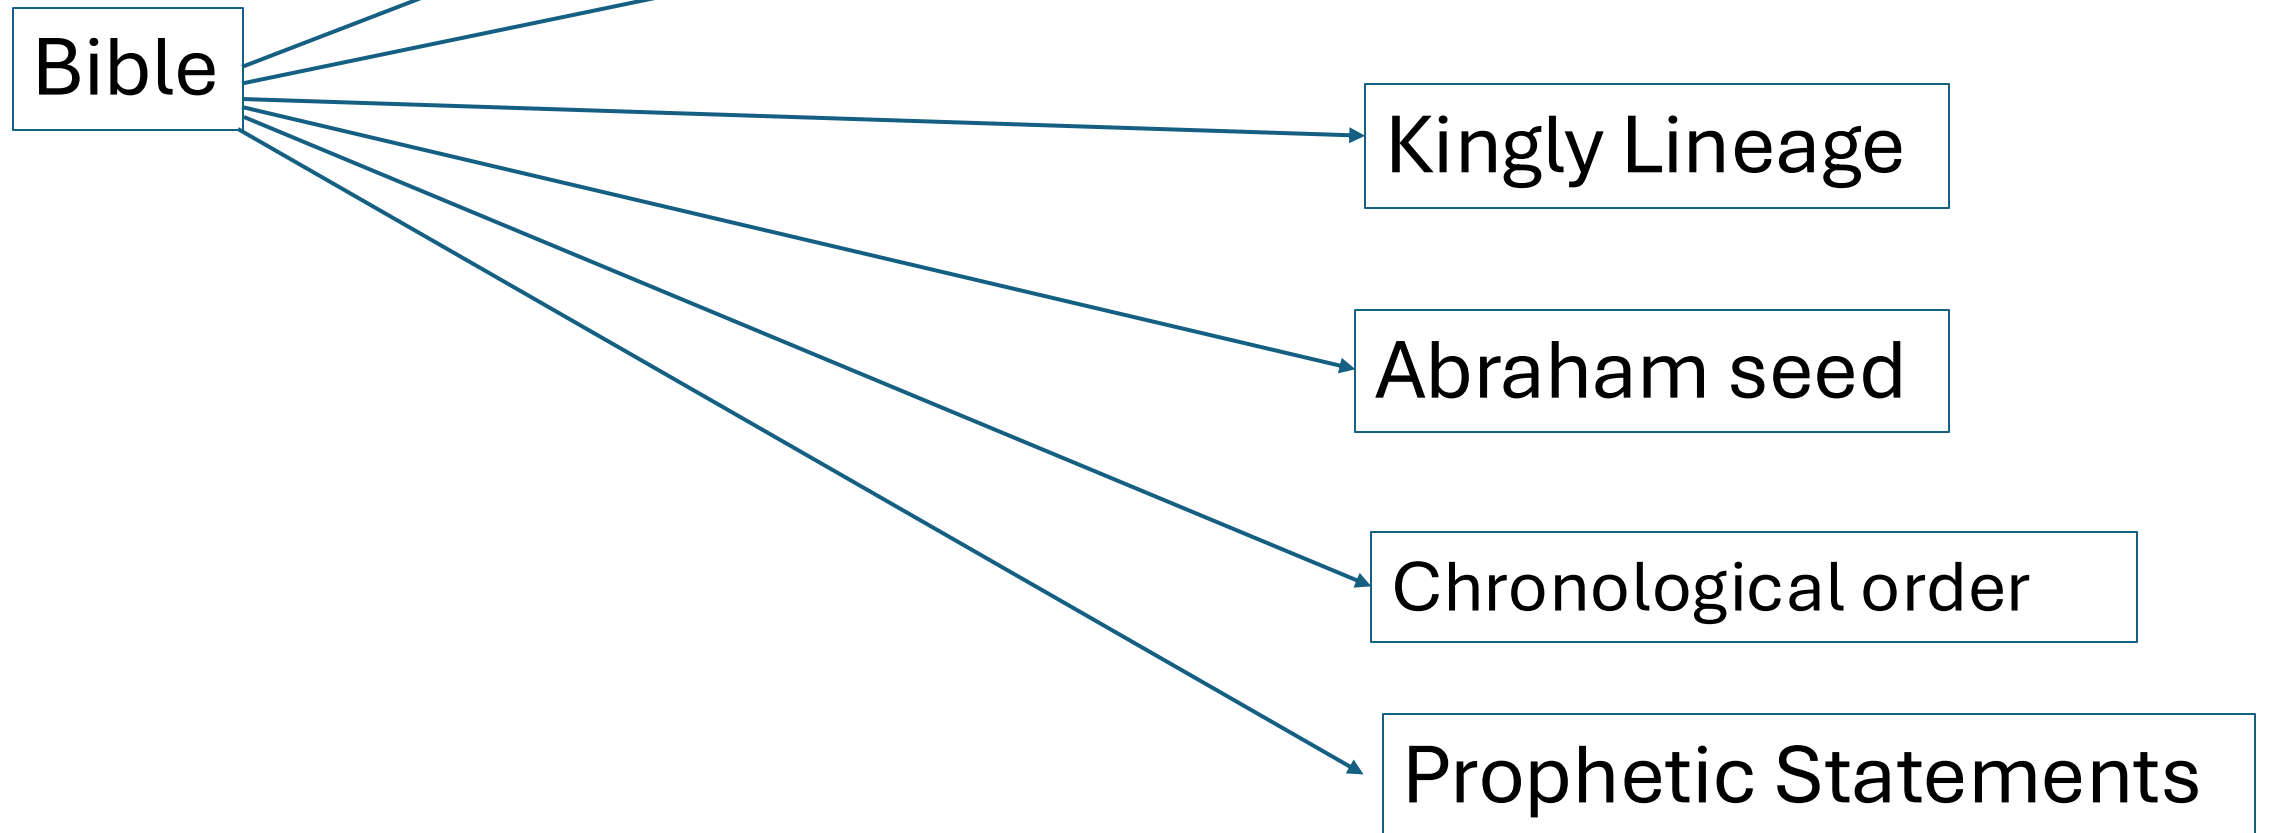 Bible
Kingly Lineage
Abraham seed
Chronological order
Prophetic Statements